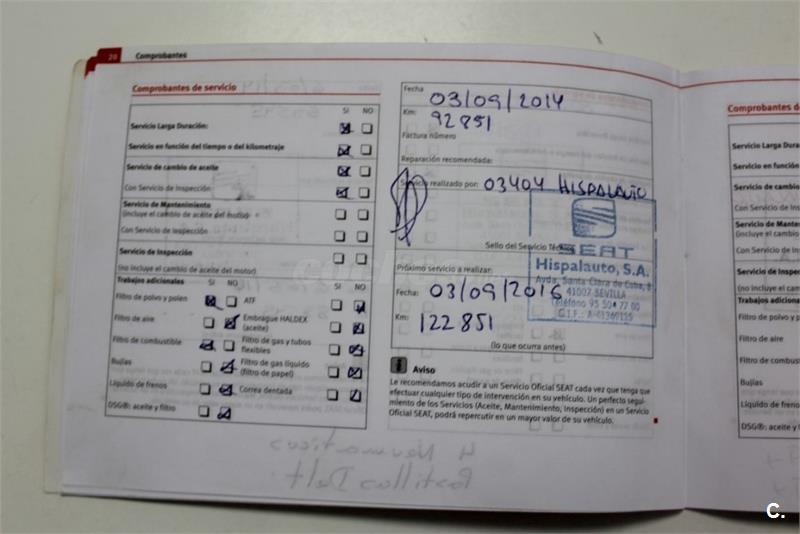 20 Comprobantes
Comprobantes de servicio
SI NO
Servicio Larga Duración:
Servicio en función del tiempo o del kilometraje
Servicio de cambio de aceite
Con Servicio de Inspección
Servicio de Mantenimiento
(incluye el cambio de aceite del motor)
Con Servicio de Inspección
Servicio de Inspección
(no incluye el cambio de aceite del motor)
Trabajos adicionales SI NO SI NO
Filtro de polvo y polen ATF
Filtro de aire Embrague HALDEX
(aceite)
Filtro de combustible Filtro de gas y tubos
flexibles
Bujías Filtro de gas líquido
(filtro de papel)
Líquido de frenos Correa dentada
DSG®: aceite y filtro
Fecha 03/09/2014
Km: 92851
Factura número
Reparación recomendada:
Servicio realizado por: 03404 HISPALAUTO
Sello del Servicio Técnico
SEAT
Hispalauto, S.A.
Avda. Santa Clara de Cuba,
41007-SEVILLA
Teléfono 95 504 77 00
Próximo servicio a realizar:
Fecha: 03/09/2016
Km: 122851
(lo que ocurra antes)
i Aviso
Le recomendamos acudir a un Servicio Oficial SEAT cada vez que tenga que
efectuar cualquier tipo de intervención en su vehículo. Un perfecto segui-
miento de los Servicios (Aceite, Mantenimiento, Inspección) en un Servicio
Oficial SEAT, podrá repercutir en un mayor valor de su vehículo.
4 Neumaticos
Pastillas Delt
Comprobantes d
Servicio Larga Dura
Servicio en función
Servicio de cambio
Con Servicio de Ins
Servicio de Mante
(incluye el cambio
Con Servicio de In
Servicio de Inspe
(no incluye el cam
Trabajos adiciona
Filtro de polvo y p
Filtro de aire
Filtro de combus
Bujías
Líquido de freno
DSG®: aceite y
C.